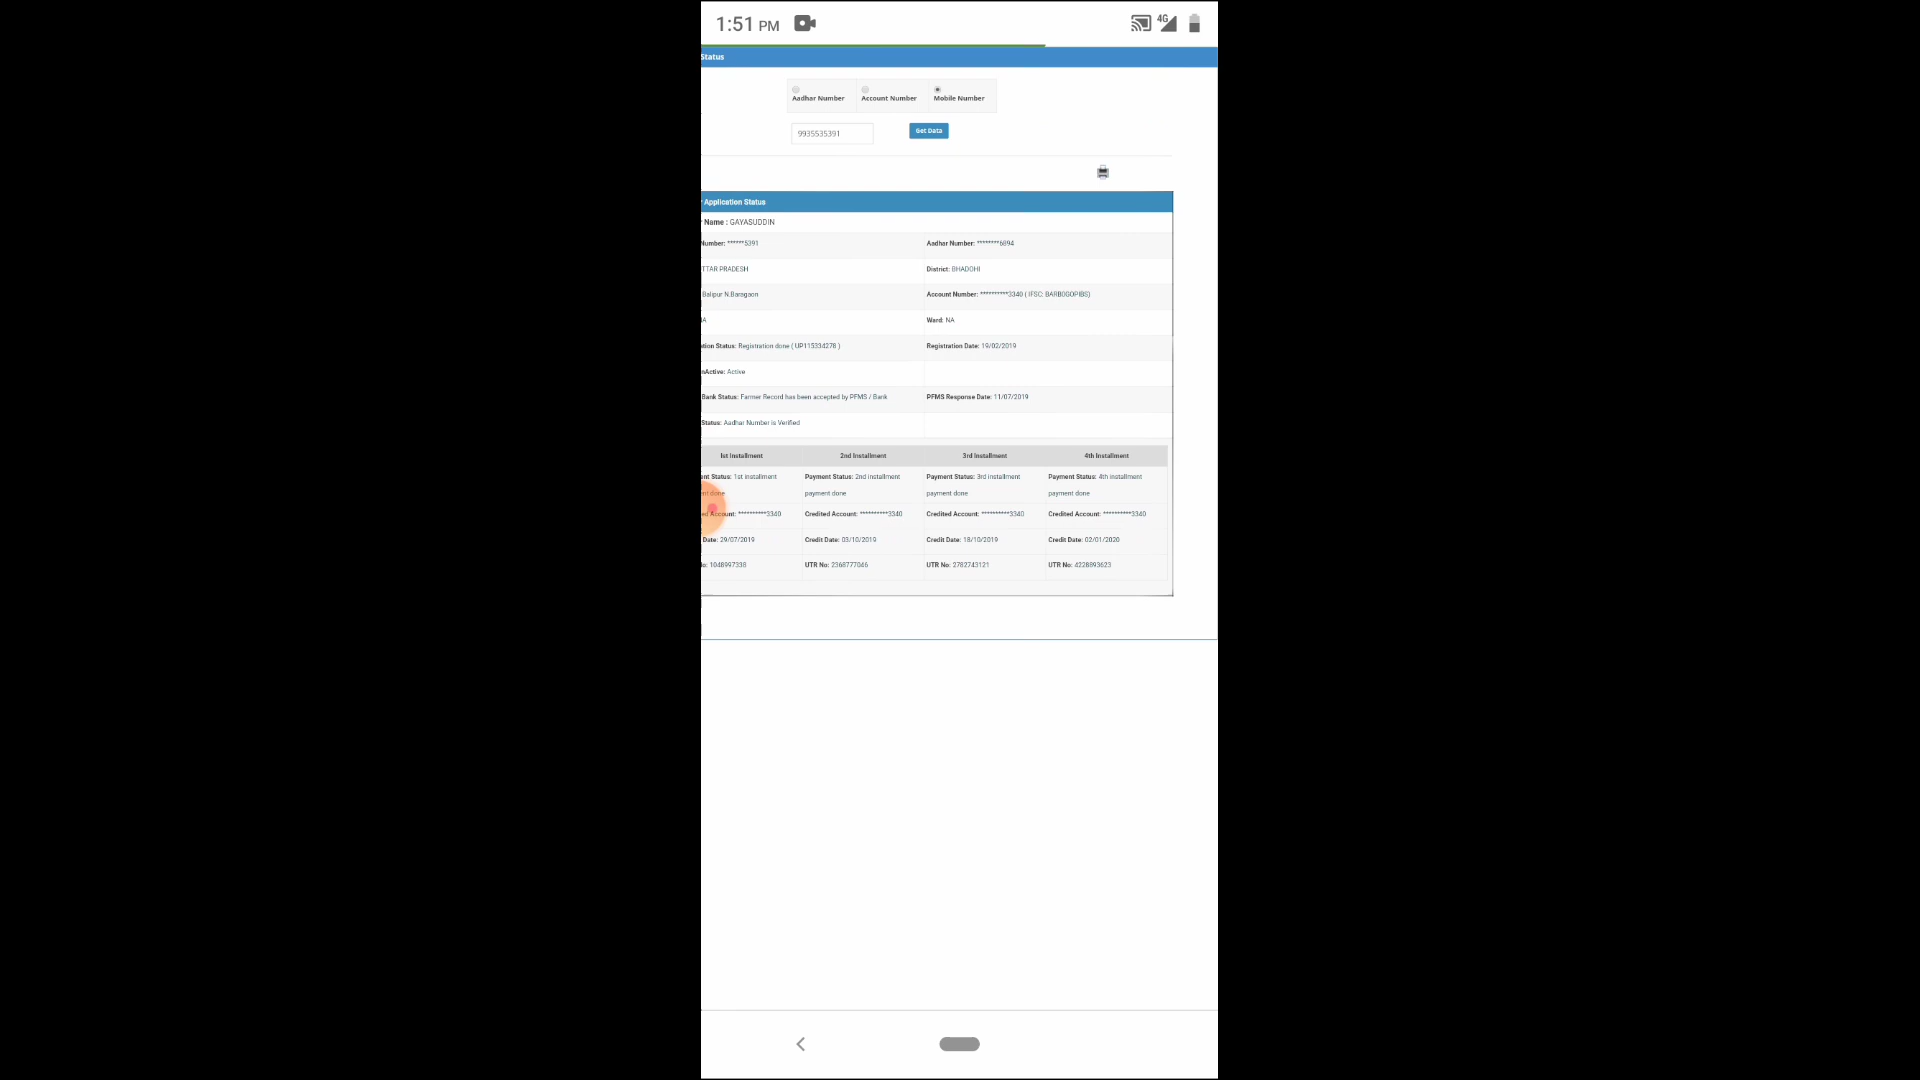 1:51 PM
4G
Status
Aadhar Number Account Number Mobile Number
9935535391 Get Data
Application Status
Name : GAYASUDDIN
Number: ******5391 Aadhar Number: ********6894
TTAR PRADESH District: BHADOHI
Balipur N.Baragaon Account Number: **********3340 ( IFSC: BARB0GOPIBS)
Ward: NA
tion Status: Registration done ( UP115334278 ) Registration Date: 19/02/2019
nActive: Active
Bank Status: Farmer Record has been accepted by PFMS / Bank PFMS Response Date: 11/07/2019
Status: Aadhar Number is Verified
Ist Installment 2nd Installment 3rd Installment 4th Installment
nt Status: 1st installment Payment Status: 2nd installment Payment Status: 3rd installment Payment Status: 4th installment
nt done payment done payment done payment done
ed Account: **********3340 Credited Account: **********3340 Credited Account: **********3340 Credited Account: **********3340
Date: 29/07/2019 Credit Date: 03/10/2019 Credit Date: 18/10/2019 Credit Date: 02/01/2020
No: 1048997338 UTR No: 2368777046 UTR No: 2782743121 UTR No: 4228893623